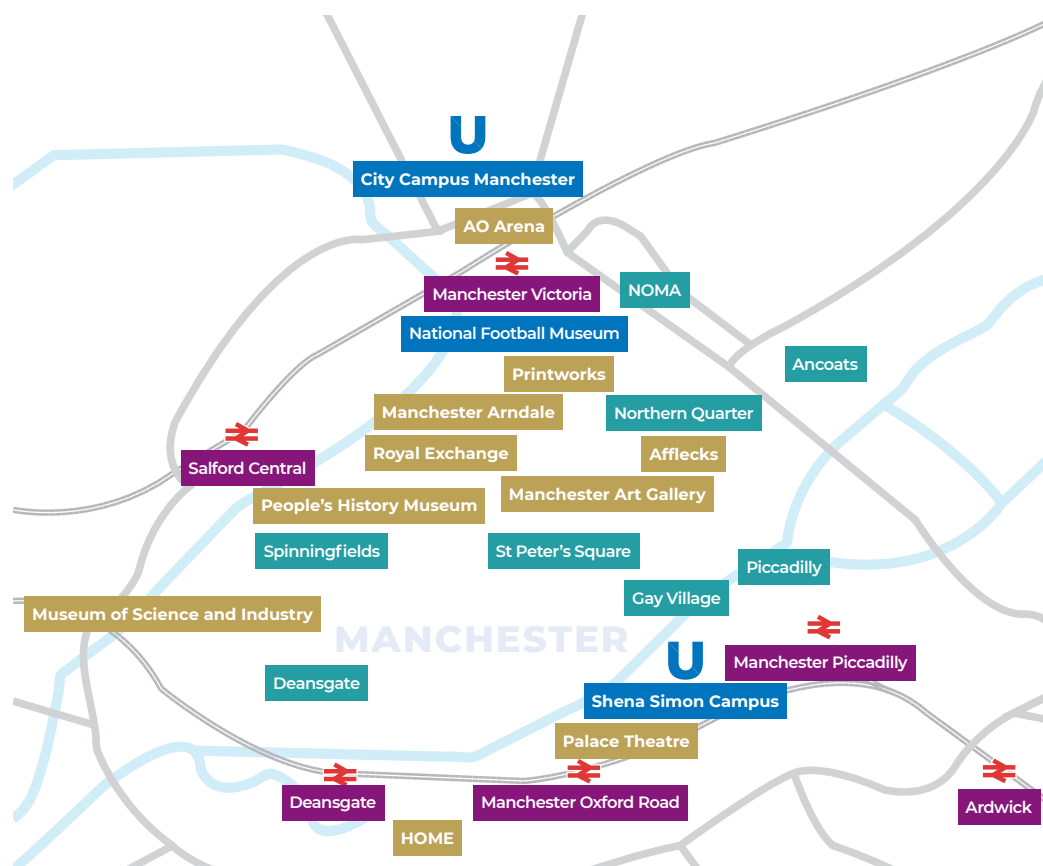 U
City Campus Manchester
AO Arena
Manchester Victoria
NOMA
National Football Museum
Printworks
Ancoats
Manchester Arndale
Northern Quarter
Royal Exchange
Afflecks
Salford Central
Manchester Art Gallery
People’s History Museum
Spinningfields
St Peter’s Square
Piccadilly
Gay Village
Museum of Science and Industry
MANCHESTER
U
Manchester Piccadilly
Deansgate
Shena Simon Campus
Palace Theatre
Deansgate
Manchester Oxford Road
Ardwick
HOME